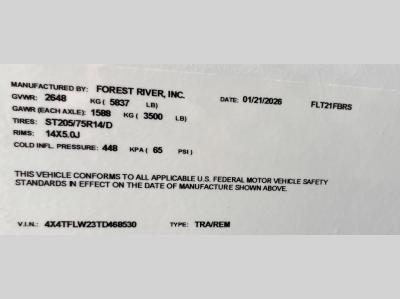 MANUFACTURED BY: FOREST RIVER, INC.
GVWR: 2648 KG ( 5837 LB) DATE: 01/21/2026 FLT21FBRS
GAWR (EACH AXLE): 1588 KG ( 3500 LB)
TIRES: ST205/75R14/D
RIMS: 14X5.0J
COLD INFL. PRESSURE: 448 KPA ( 65 PSI )
THIS VEHICLE CONFORMS TO ALL APPLICABLE U.S. FEDERAL MOTOR VEHICLE SAFETY
STANDARDS IN EFFECT ON THE DATE OF MANUFACTURE SHOWN ABOVE.
V.I.N.: 4X4TFLW23TD468530 TYPE: TRA/REM